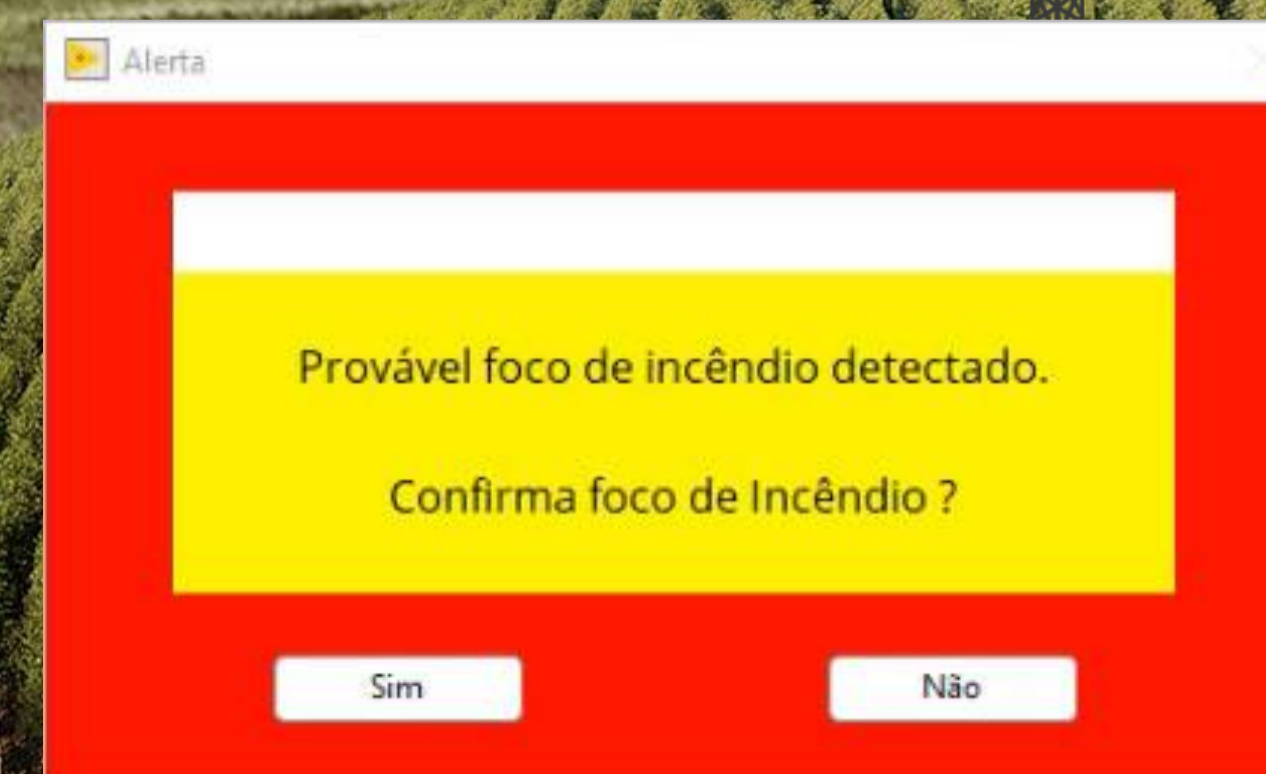 Alerta
Provável foco de incêndio detectado.
Confirma foco de Incêndio ?
Sim
Não